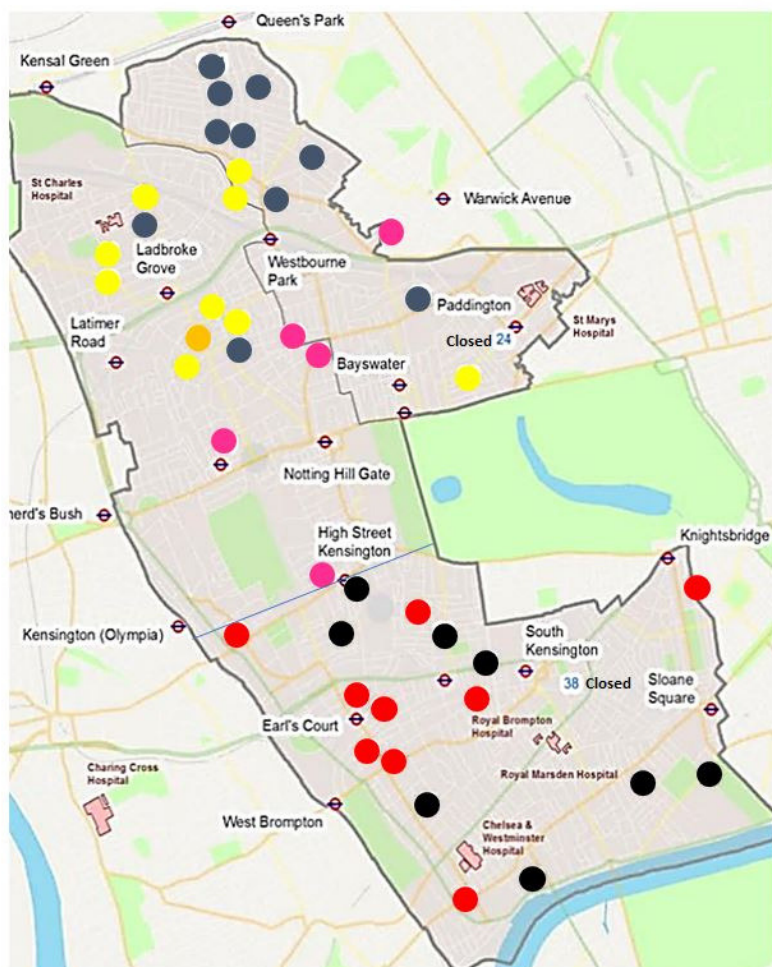 Queen's Park
Kensal Green
St Charles
Hospital
Warwick Avenue
Ladbroke
Grove
Westbourne
Park
Paddington
St Marys
Hospital
Latimer
Road
Closed 24
Bayswater
Notting Hill Gate
herd's Bush
High Street
Kensington
Knightsbridge
Kensington (Olympia)
South
Kensington
38 Closed
Sloane
Square
Earl's Court
Royal Brompton
Hospital
Charing Cross
Hospital
Royal Marsden Hospital
West Brompton
Chelsea &
Westminster
Hospital